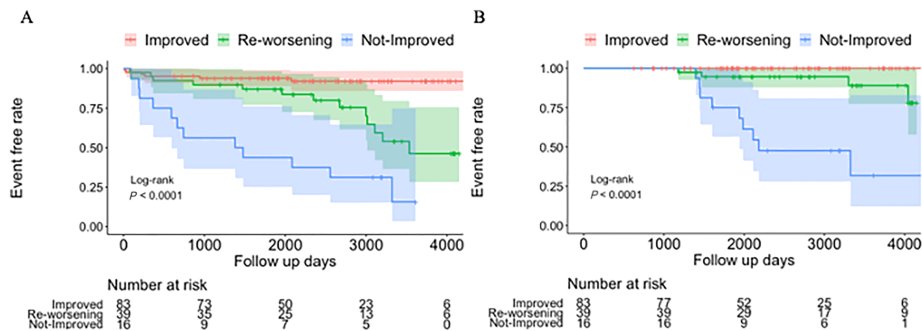 A
Improved Re-worsening Not-Improved
Event free rate
1.00
0.75
0.50
0.25
0.00
Log-rank
P < 0.0001
0 1000 2000 3000 4000
Follow up days
Number at risk
Improved 83 73 50 23 6
Re-worsening 39 35 25 13 6
Not-Improved 16 9 7 5 0
B
Improved Re-worsening Not-Improved
Event free rate
1.00
0.75
0.50
0.25
0.00
Log-rank
P < 0.0001
0 1000 2000 3000 4000
Follow up days
Number at risk
Improved 83 77 52 25 6
Re-worsening 39 39 29 17 9
Not-Improved 16 16 9 6 1